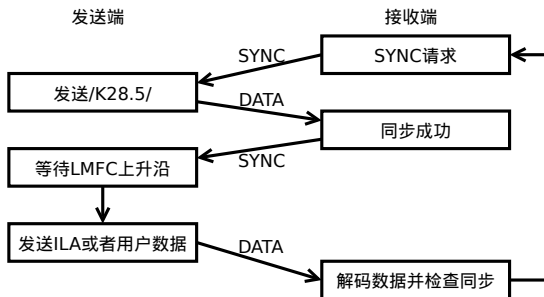 发送端
接收端
SYNC
SYNC请求
发送/K28.5/
DATA
同步成功
SYNC
等待LMFC上升沿
发送ILA或者用户数据
DATA
解码数据并检查同步